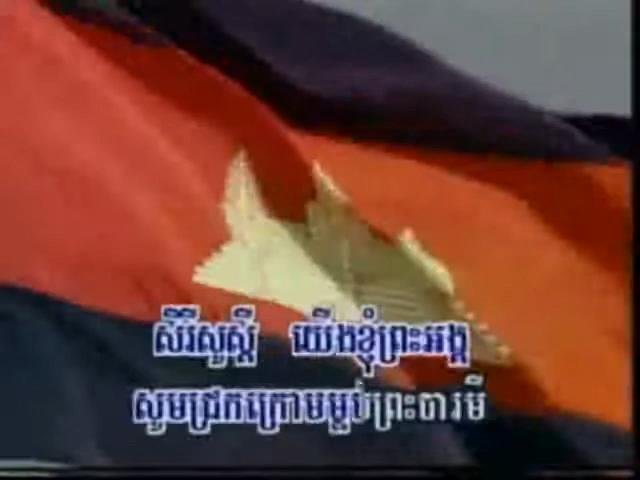 សិរីសួស្តី យើងខ្ញុំព្រះអង្គ
សូមជ្រកក្រោមម្លប់ព្រះបារមី